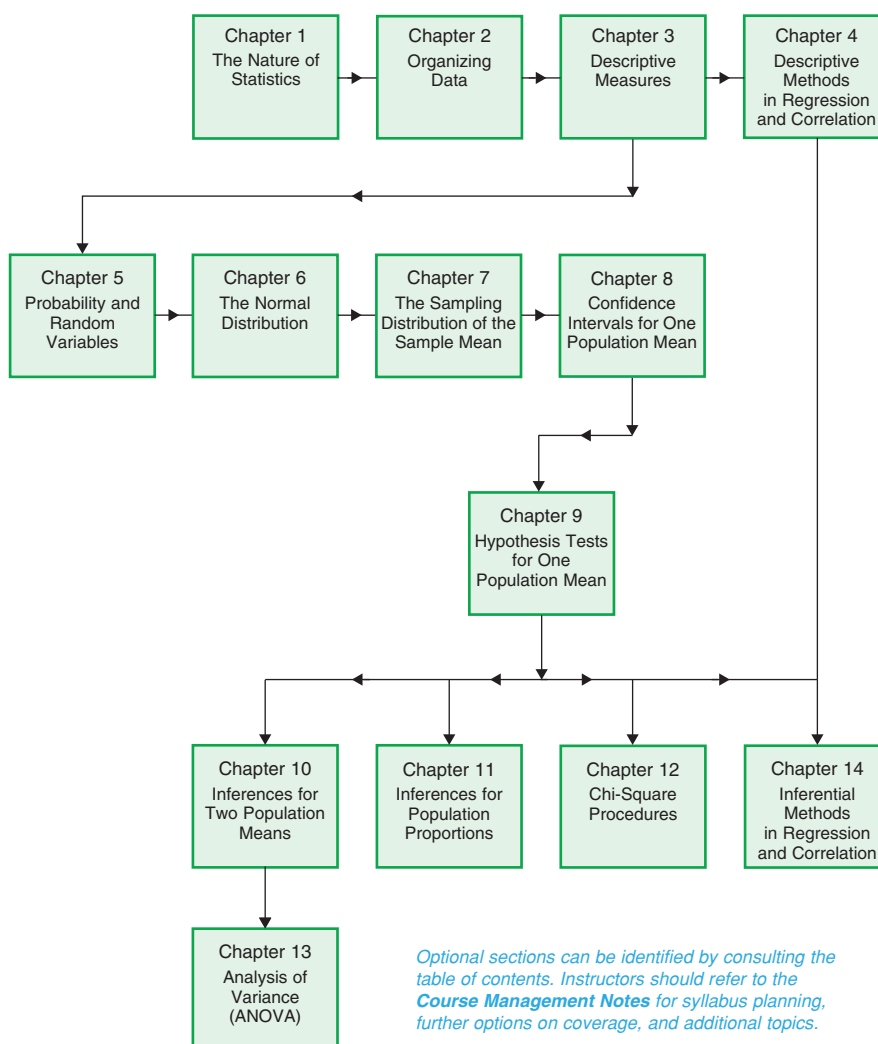 Chapter 1
The Nature of
Statistics
Chapter 2
Organizing
Data
Chapter 3
Descriptive
Measures
Chapter 4
Descriptive
Methods
in Regression
and Correlation
Chapter 5
Probability and
Random
Variables
Chapter 6
The Normal
Distribution
Chapter 7
The Sampling
Distribution of the
Sample Mean
Chapter 8
Confidence
Intervals for One
Population Mean
Chapter 9
Hypothesis Tests
for One
Population Mean
Chapter 10
Inferences for
Two Population
Means
Chapter 11
Inferences for
Population
Proportions
Chapter 12
Chi-Square
Procedures
Chapter 14
Inferential
Methods
in Regression
and Correlation
Chapter 13
Analysis of
Variance
(ANOVA)
Optional sections can be identified by consulting the
table of contents. Instructors should refer to the
Course Management Notes for syllabus planning,
further options on coverage, and additional topics.